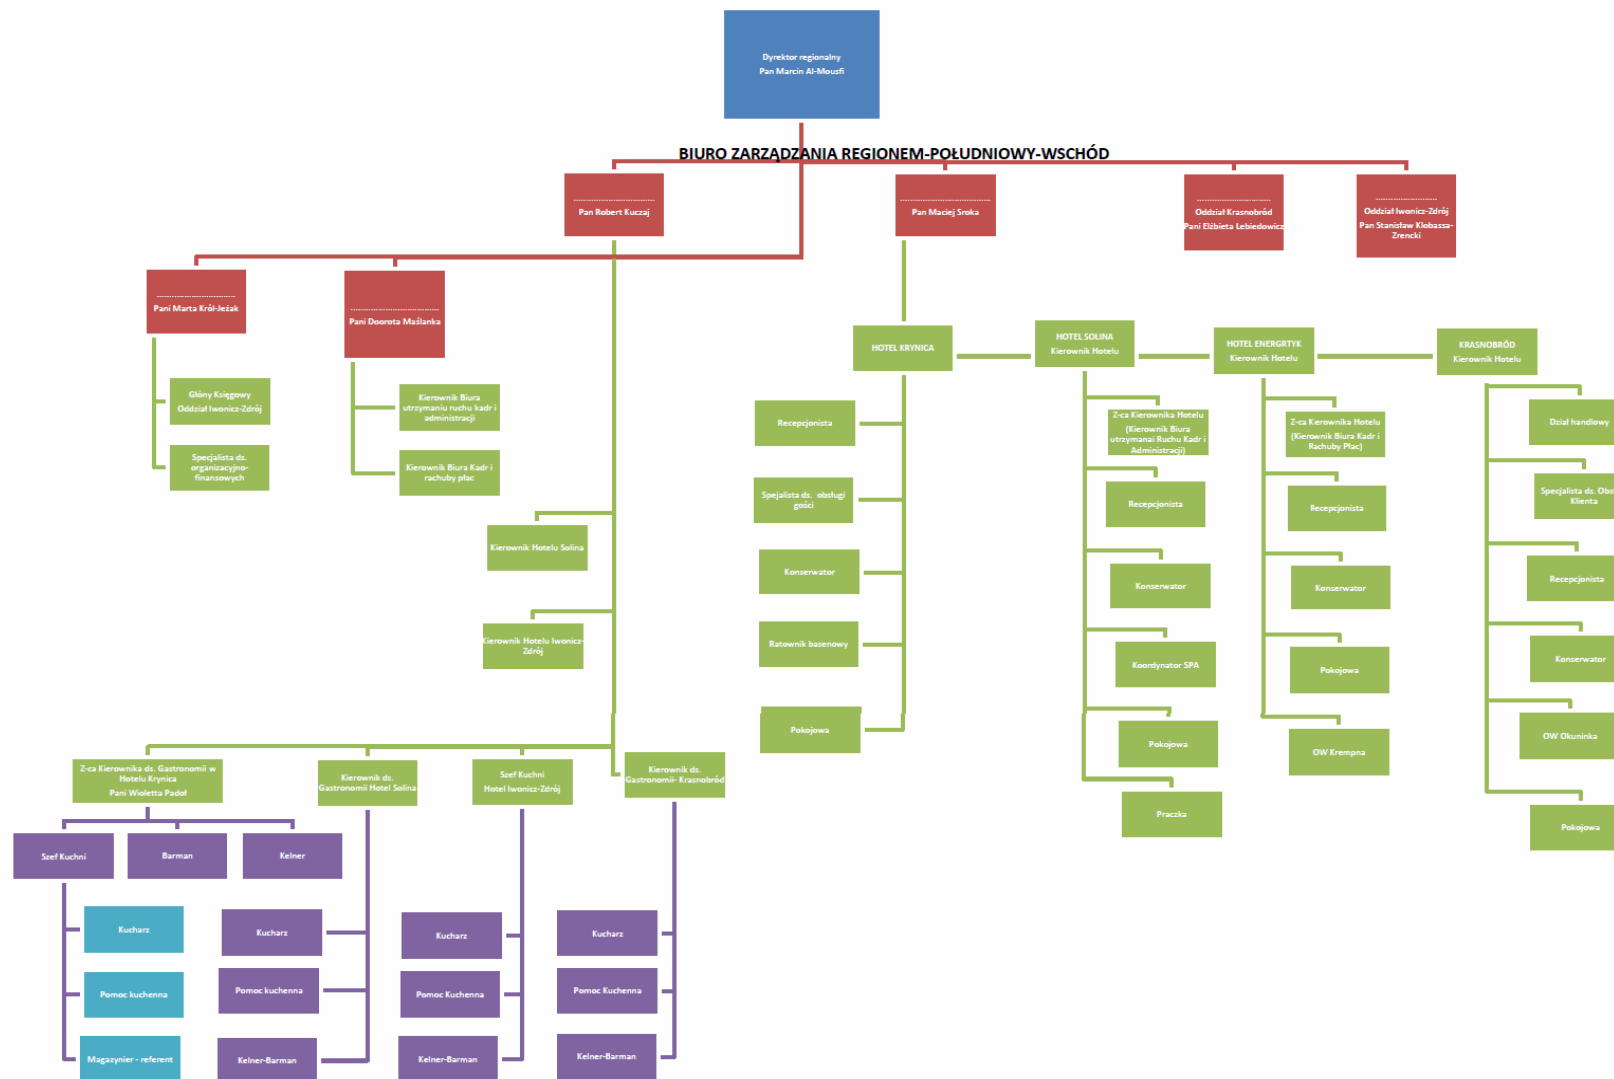 Dyrektor regionalny
Pan Marcin Al-Mousfi
BIURO ZARZĄDZANIA REGIONEM-POŁUDNIOWY-WSCHÓD
Pan Robert Kuczaj
Pan Maciej Sroka
Oddział Krasnobród
Pani Elżbieta Lebiedowicz
Oddział Iwonicz-Zdrój
Pan Stanisław Klobassa-
Zrencki
Pani Marta Król-Jeżak
Pani Doorota Maślanka
Głóny Księgowy
Oddział Iwonicz-Zdrój
Specjalista ds.
organizacyjno-
finansowych
Kierownik Biura
utrzymaniu ruchu kadr i
administracji
Kierownik Biura Kadr i
rachuby płac
Kierownik Hotelu Solina
Kierownik Hotelu Iwonicz-
Zdrój
HOTEL KRYNICA
HOTEL SOLINA
Kierownik Hotelu
HOTEL ENERGRTYK
Kierownik Hotelu
KRASNOBRÓD
Kierownik Hotelu
Recepcjonista
Spejalista ds. obsługi
gości
Konserwator
Ratownik basenowy
Pokojowa
Z-ca Kierownika Hotelu
(Kierownik Biura
utrzymanai Ruchu Kadr i
Administracji)
Recepcjonista
Konserwator
Koordynator SPA
Pokojowa
Praczka
Z-ca Kierownika Hotelu
(Kierownik Biura Kadr i
Rachuby Płac)
Recepcjonista
Konserwator
Pokojowa
OW Krempna
Dział handlowy
Specjalista ds. Obs
Klienta
Recepcjonista
Konserwator
OW Okuninka
Pokojowa
Z-ca Kierownika ds. Gastronomii w
Hotelu Krynica
Pani Wioletta Padoł
Kierownik ds.
Gastronomii Hotel Solina
Szef Kuchni
Hotel Iwonicz-Zdrój
Kierownik ds.
Gastronomii- Krasnobród
Szef Kuchni
Barman
Kelner
Kucharz
Pomoc kuchenna
Magazynier - referent
Kucharz
Pomoc kuchenna
Kelner-Barman
Kucharz
Pomoc Kuchenna
Kelner-Barman
Kucharz
Pomoc Kuchenna
Kelner-Barman